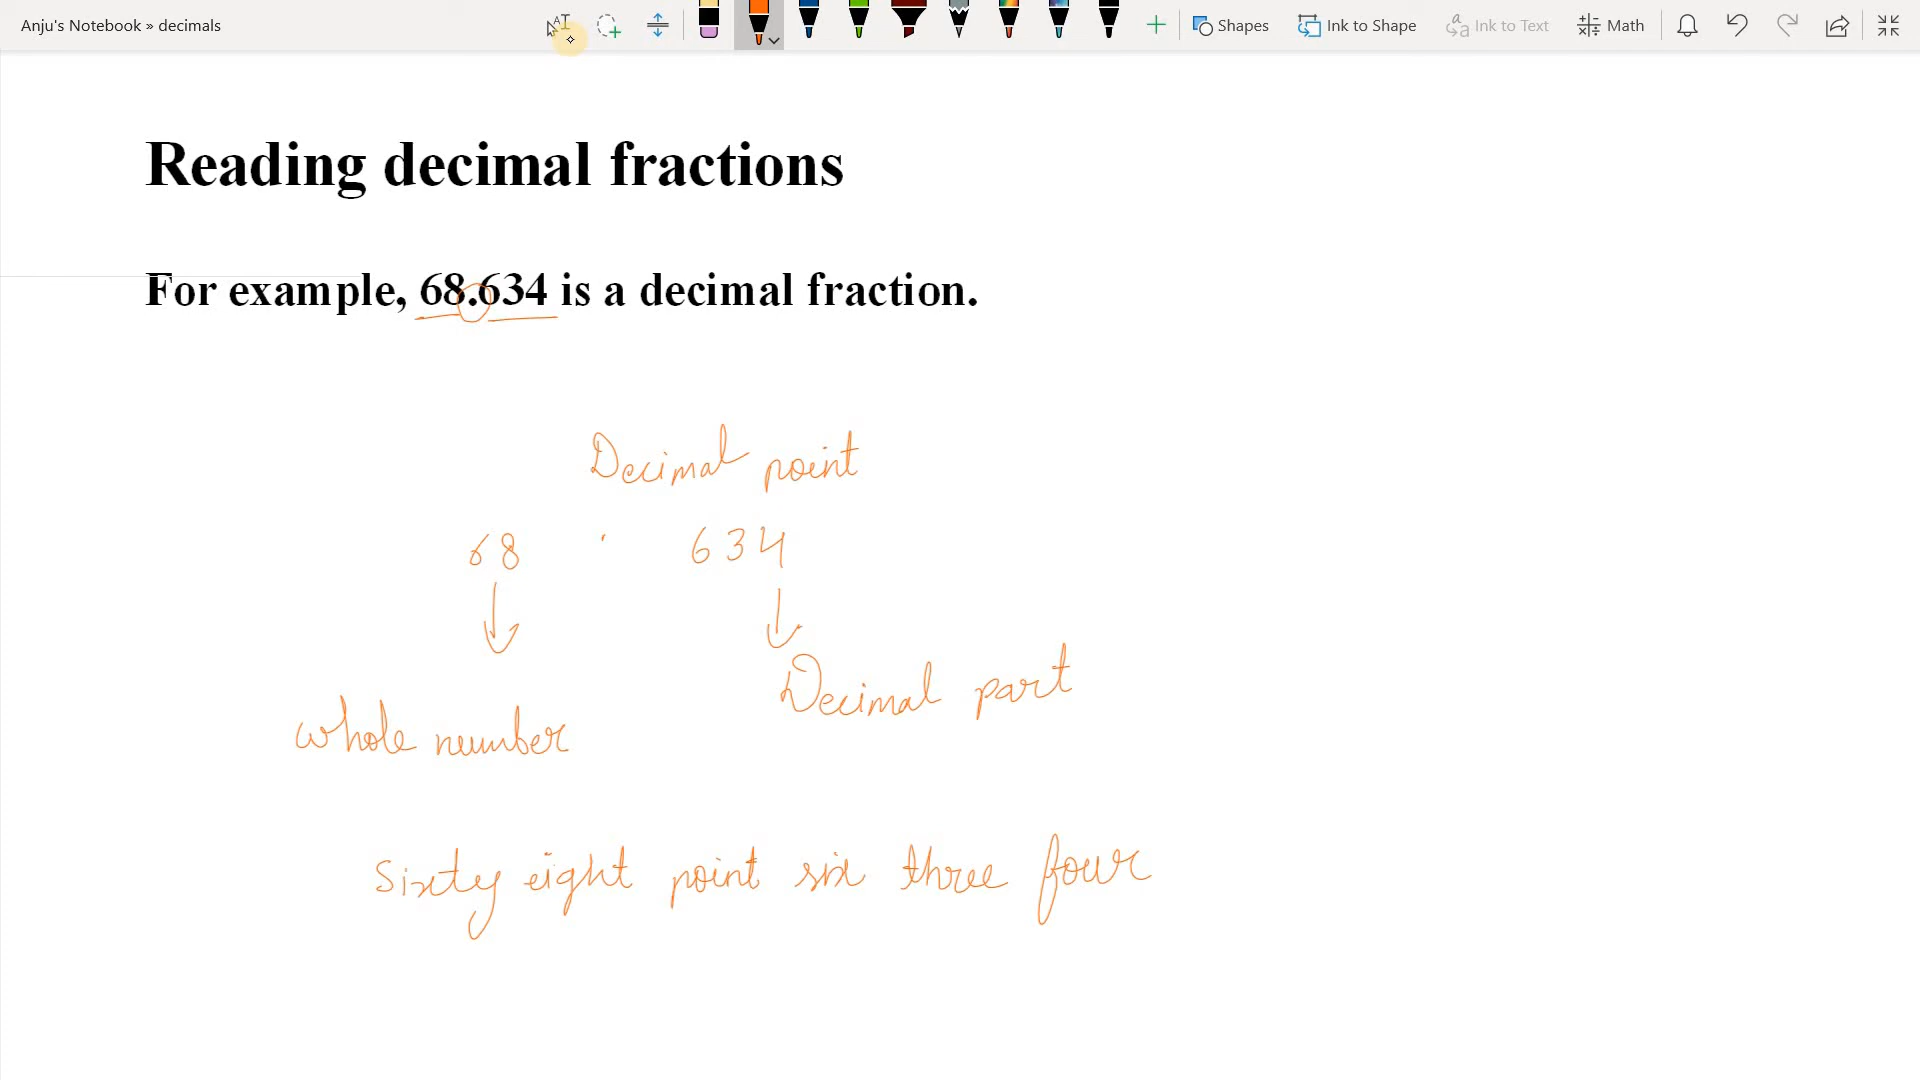 Anju's Notebook » decimals
Shapes Ink to Shape Ink to Text Math
Reading decimal fractions
For example, 68.634 is a decimal fraction.
Decimal point
68 . 634
Decimal part
whole number
Sixty eight point six three four